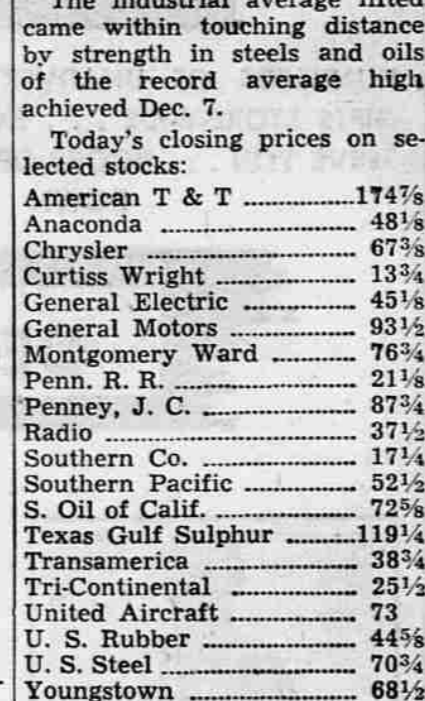 The industrial average lifted
came within touching distance
by strength in steels and oils
of the record average high
achieved Dec. 7.
Today's closing prices on se-
lected stocks:
American T & T ................174⅞
Anaconda ............................ 48⅛
Chrysler .............................. 67⅜
Curtiss Wright .................. 13¾
General Electric ................ 45⅛
General Motors .................. 93½
Montgomery Ward ............ 76¾
Penn. R. R. .......................... 21⅛
Penney, J. C. ...................... 87¾
Radio .................................... 37½
Southern Co. ...................... 17¼
Southern Pacific ................ 52½
S. Oil of Calif. .................... 72⅝
Texas Gulf Sulphur ..........119¼
Transamerica .................... 38¾
Tri-Continental .................. 25½
United Aircraft .................. 73
U. S. Rubber ...................... 44⅝
U. S. Steel .......................... 70¾
Youngstown ........................ 68½